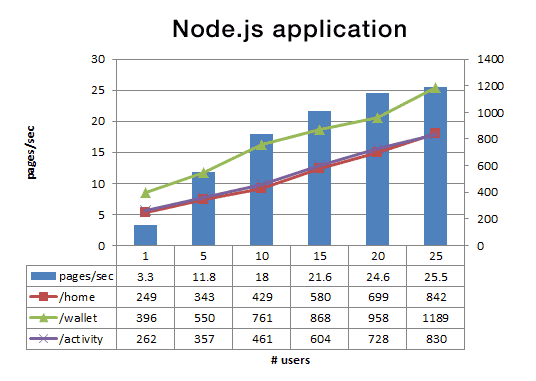 Node.js application
30 1400
25 1200
20 1000
15 800
10 600
5 400
0 200
0
pages/sec
1 5 10 15 20 25
pages/sec 3.3 11.8 18 21.6 24.6 25.5
/home 249 343 429 580 699 842
/wallet 396 550 761 868 958 1189
/activity 262 357 461 604 728 830
# users